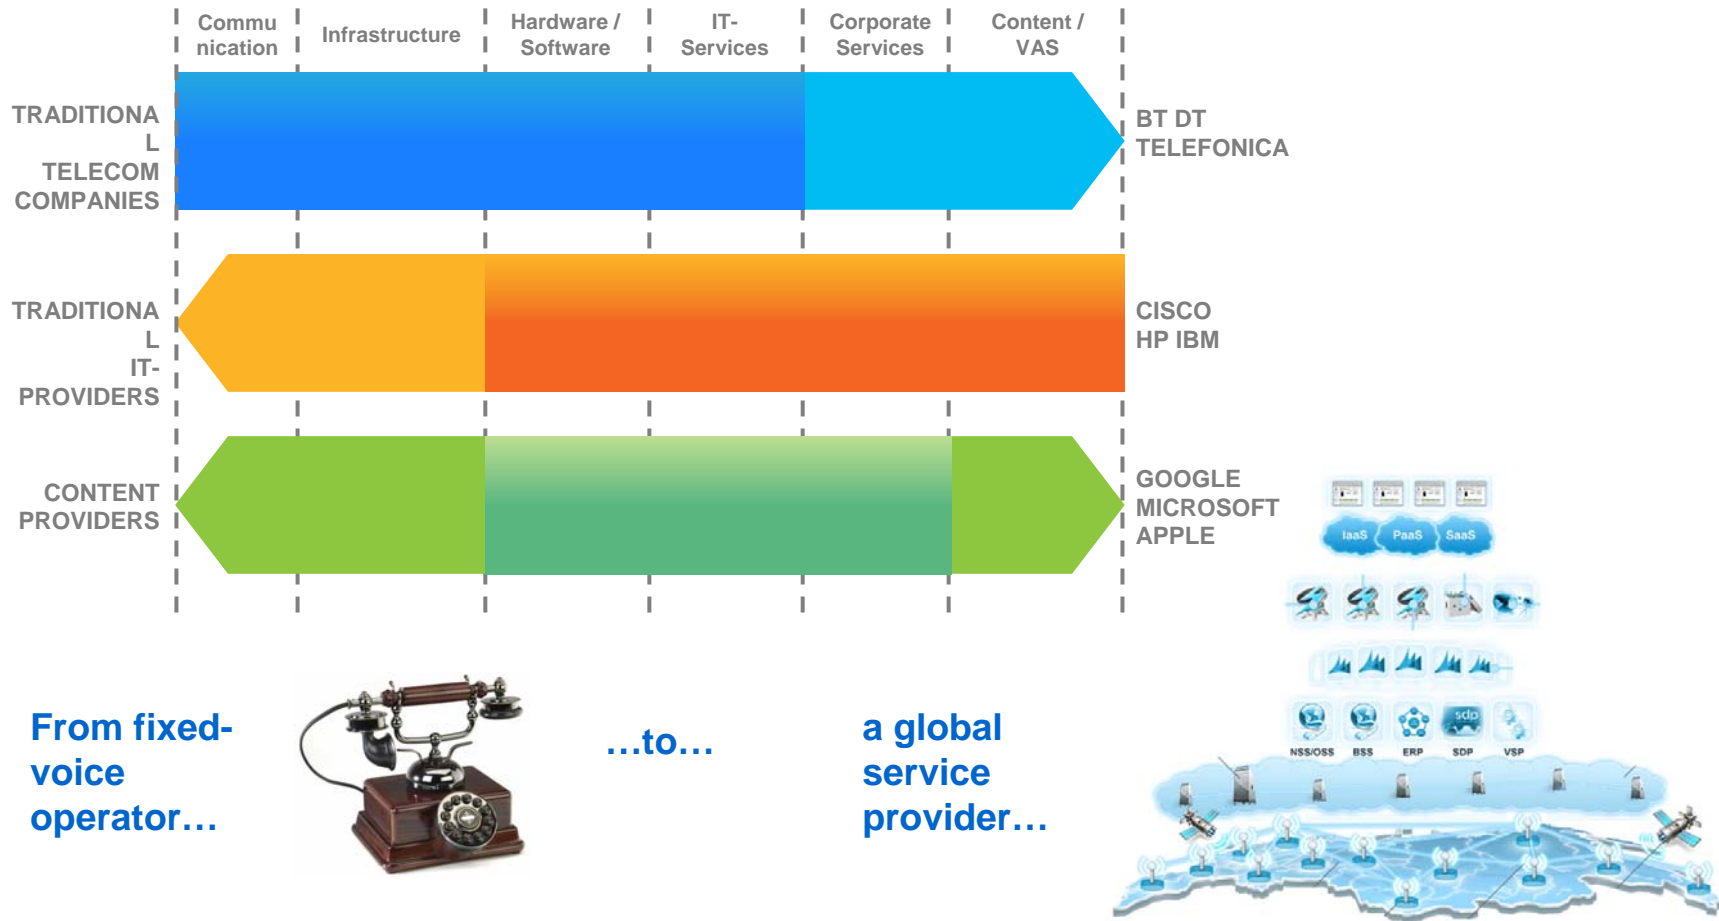 Commu
nication
Infrastructure
Hardware /
Software
IT-
Services
Corporate
Services
Content /
VAS
TRADITIONA
L
TELECOM
COMPANIES
BT DT
TELEFONICA
TRADITIONA
L
IT-
PROVIDERS
CISCO
HP IBM
CONTENT
PROVIDERS
GOOGLE
MICROSOFT
APPLE
IaaS PaaS SaaS
sdp
NSS/OSS BSS ERP SDP VSP
From fixed-
voice
operator…
…to…
a global
service
provider…